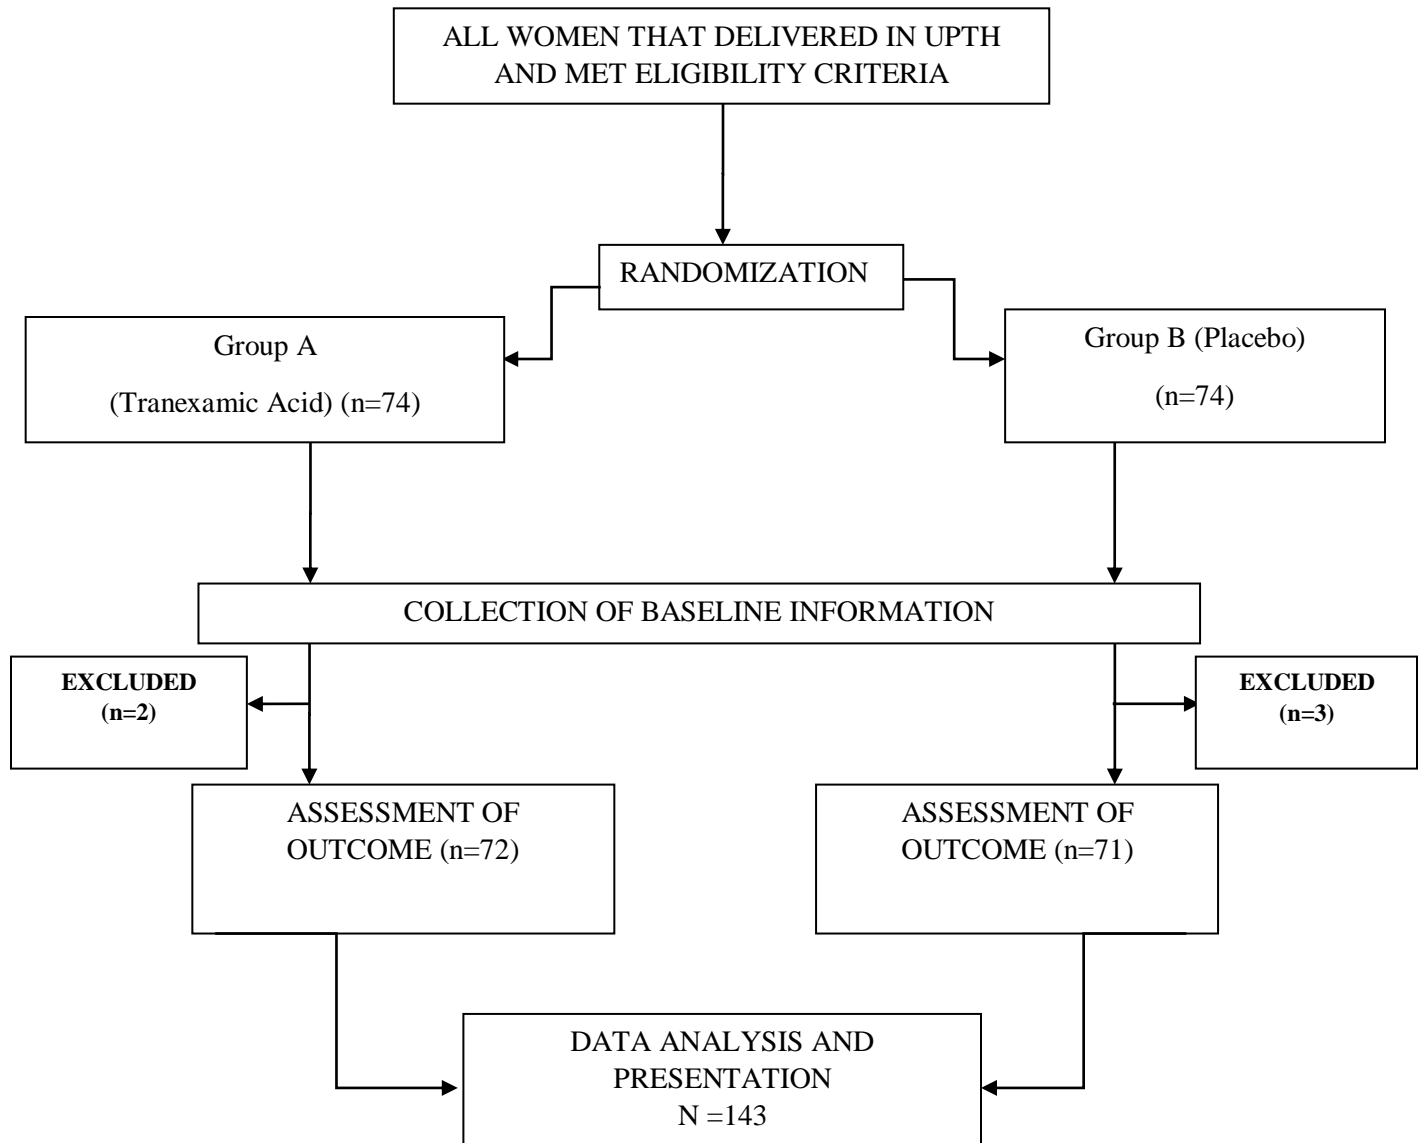 ALL WOMEN THAT DELIVERED IN UPTH
AND MET ELIGIBILITY CRITERIA
RANDOMIZATION
Group A
(Tranexamic Acid) (n=74)
Group B (Placebo)
(n=74)
COLLECTION OF BASELINE INFORMATION
EXCLUDED
(n=2)
EXCLUDED
(n=3)
ASSESSMENT OF
OUTCOME (n=72)
ASSESSMENT OF
OUTCOME (n=71)
DATA ANALYSIS AND
PRESENTATION
N =143